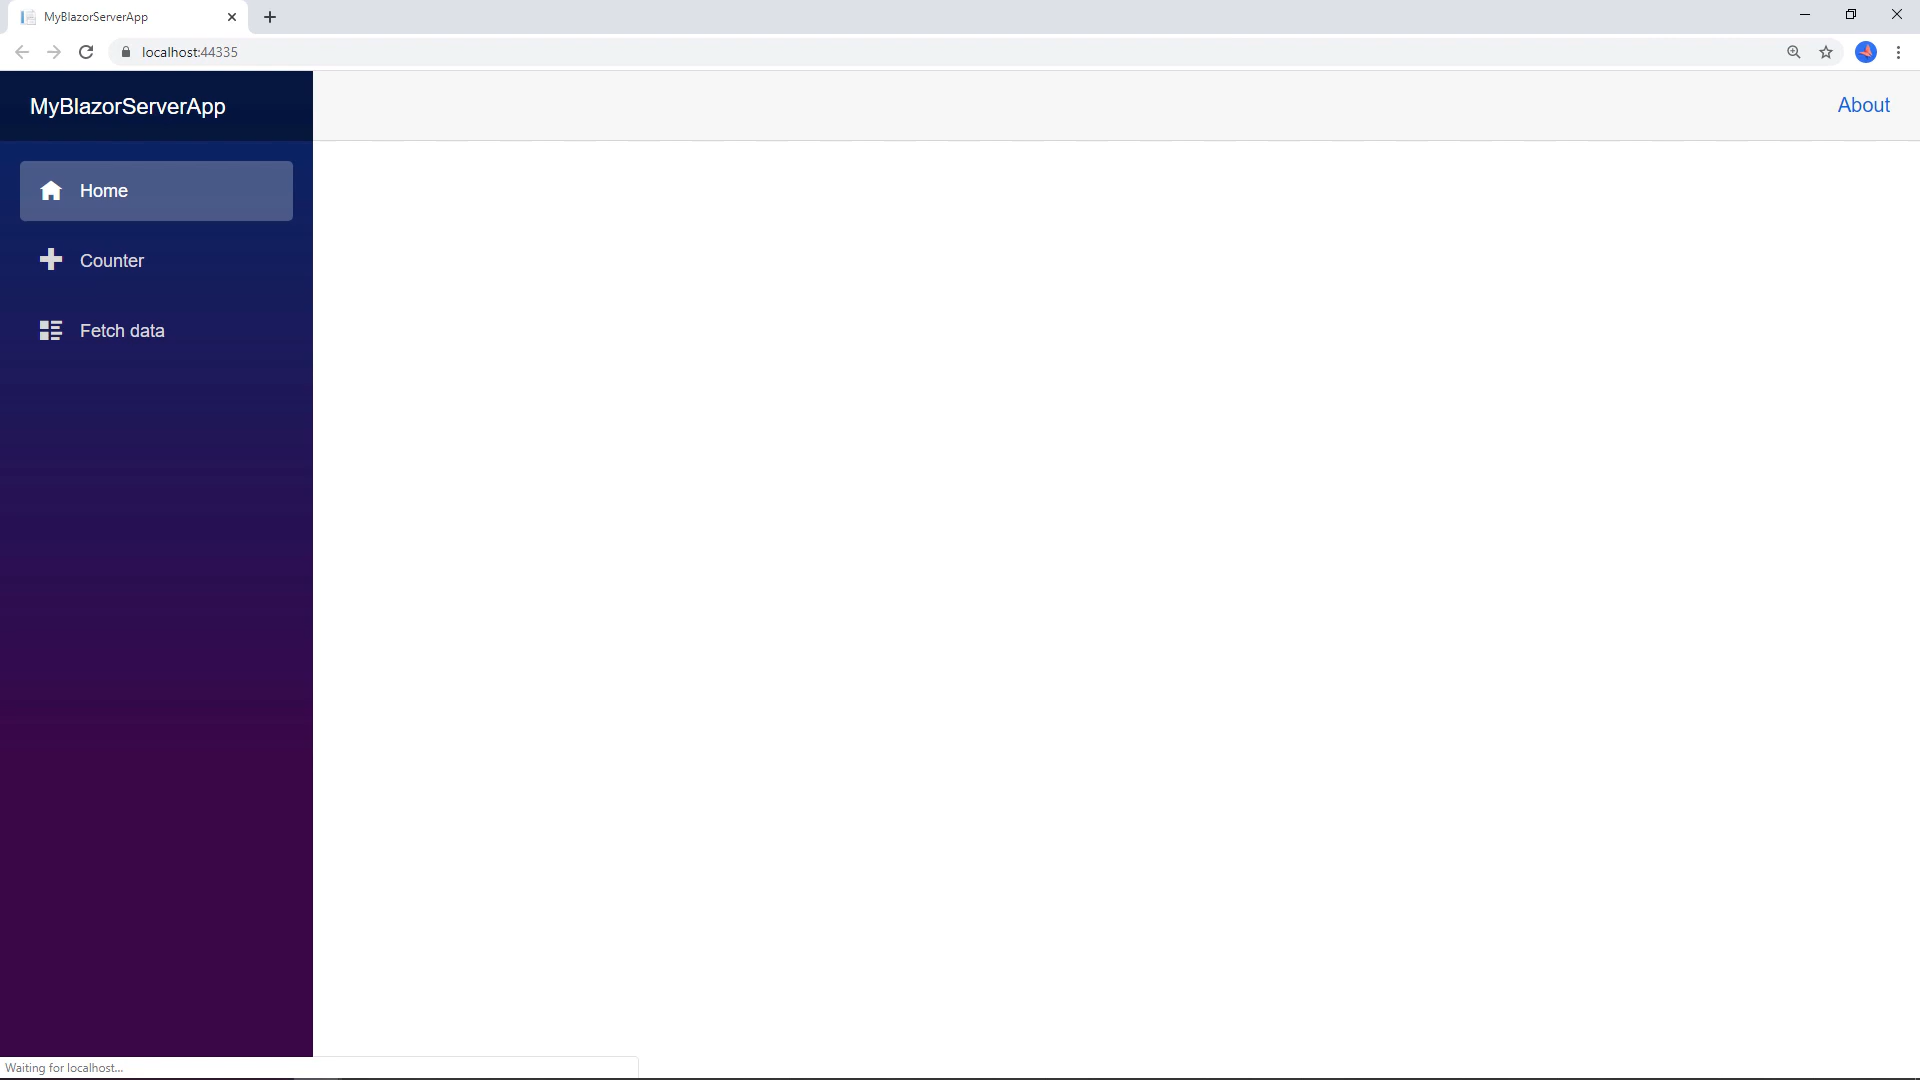 MyBlazorServerApp
localhost:44335
MyBlazorServerApp
About
Home
Counter
Fetch data
Waiting for localhost...